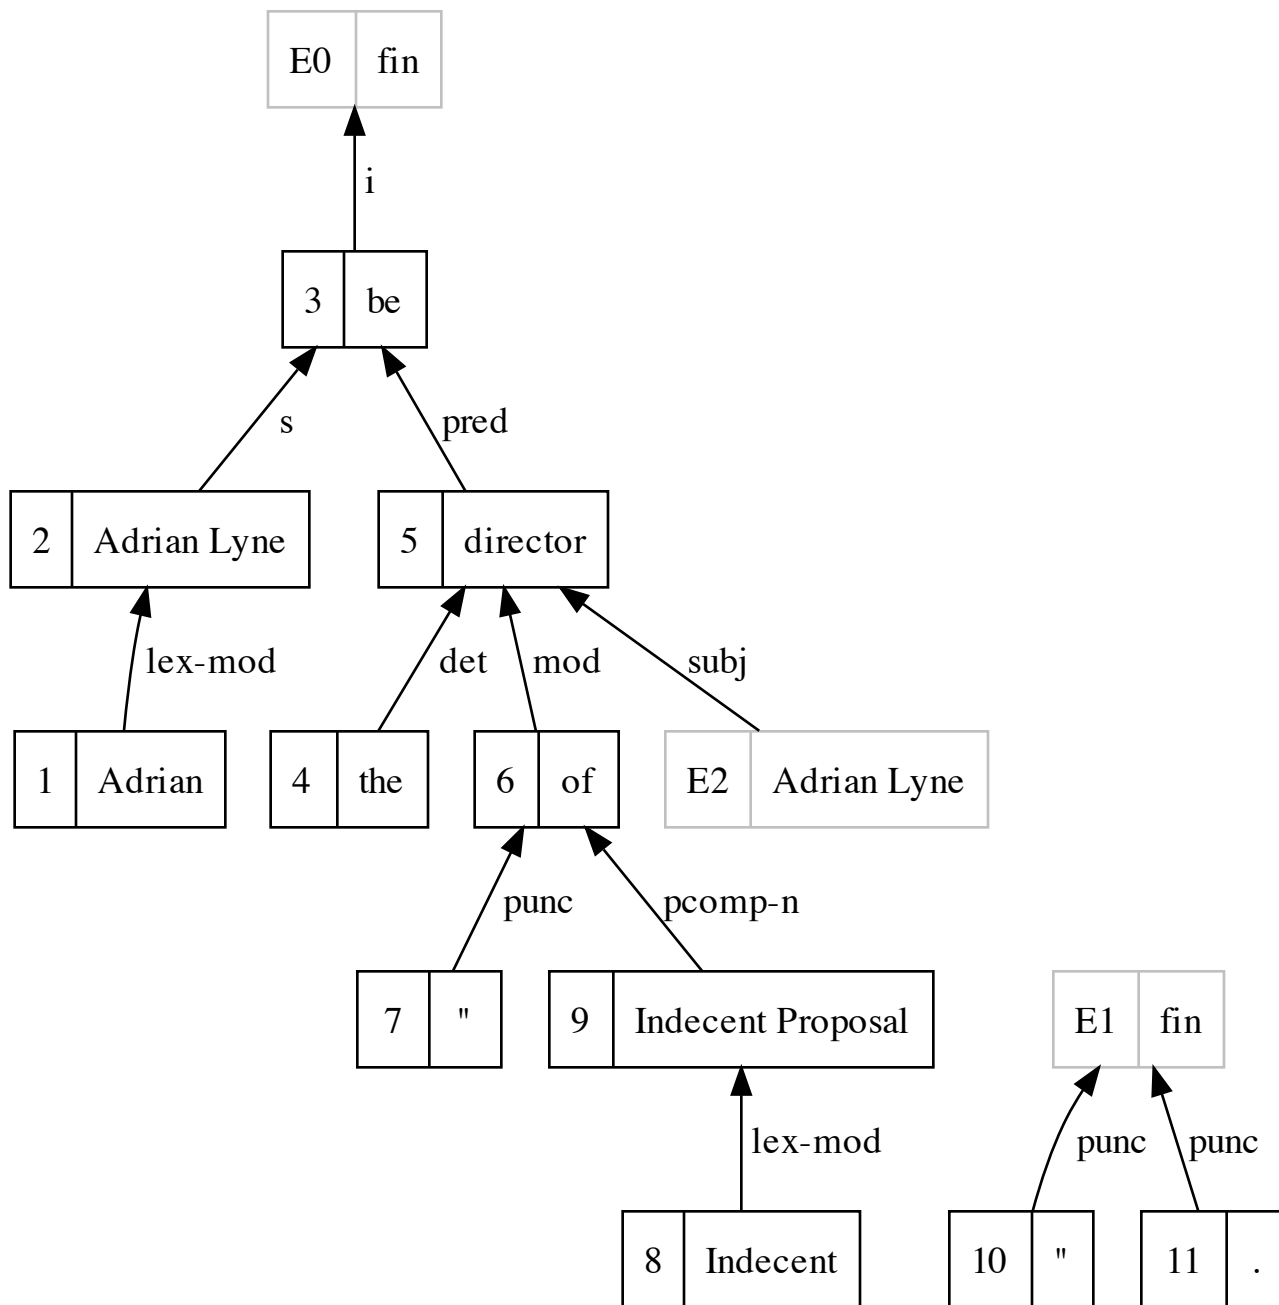 E0 fin
i
3 be
s pred
2 Adrian Lyne 5 director
lex-mod det mod subj
1 Adrian 4 the 6 of E2 Adrian Lyne
punc pcomp-n
7 " 9 Indecent Proposal E1 fin
lex-mod punc punc
8 Indecent 10 " 11 .